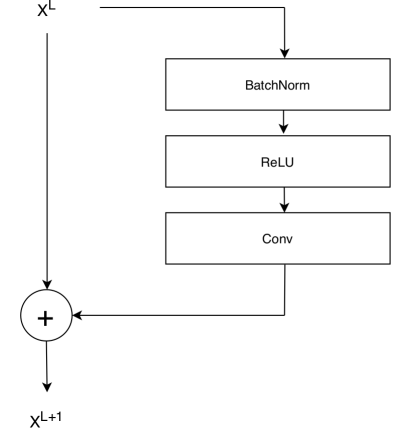 X^L
BatchNorm
ReLU
Conv
+
X^L+1